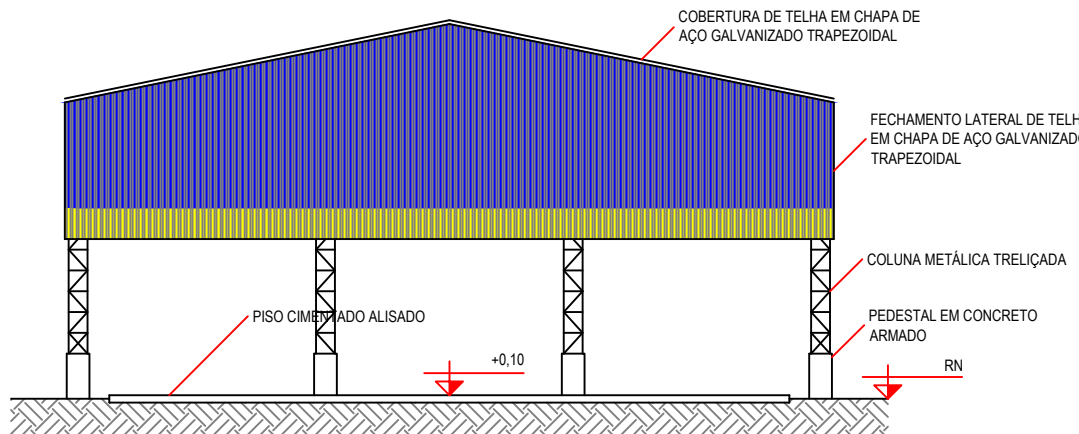 COBERTURA DE TELHA EM CHAPA DE
AÇO GALVANIZADO TRAPEZOIDAL
FECHAMENTO LATERAL DE TELH
EM CHAPA DE AÇO GALVANIZADO
TRAPEZOIDAL
COLUNA METÁLICA TRELIÇADA
PISO CIMENTADO ALISADO
PEDESTAL EM CONCRETO
ARMADO
+0,10
RN